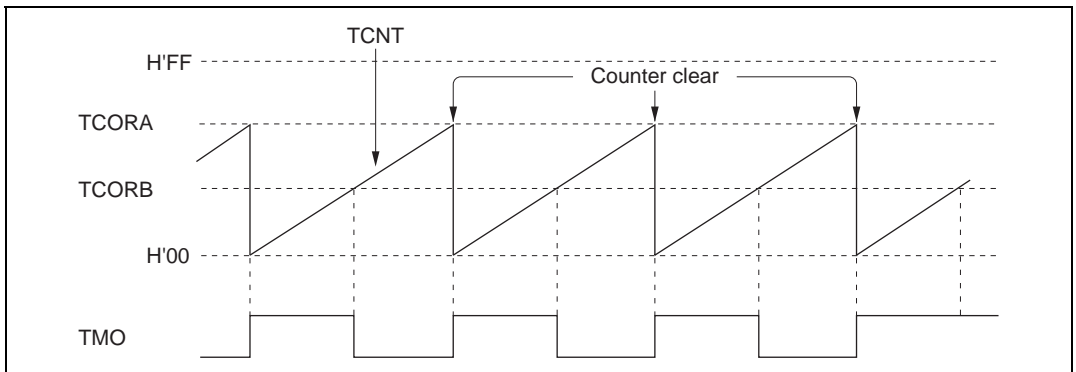 TCNT
H'FF
Counter clear
TCORA
TCORB
H'00
TMO